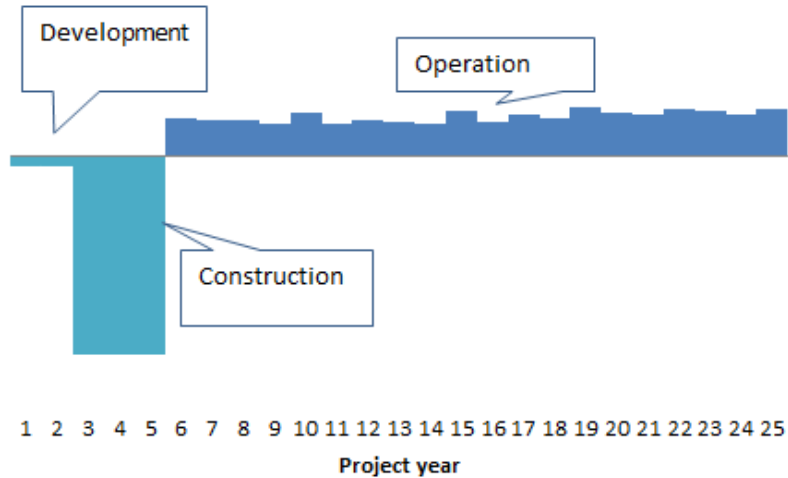 Development
Operation
Construction
1 2 3 4 5 6 7 8 9 10 11 12 13 14 15 16 17 18 19 20 21 22 23 24 25
Project year